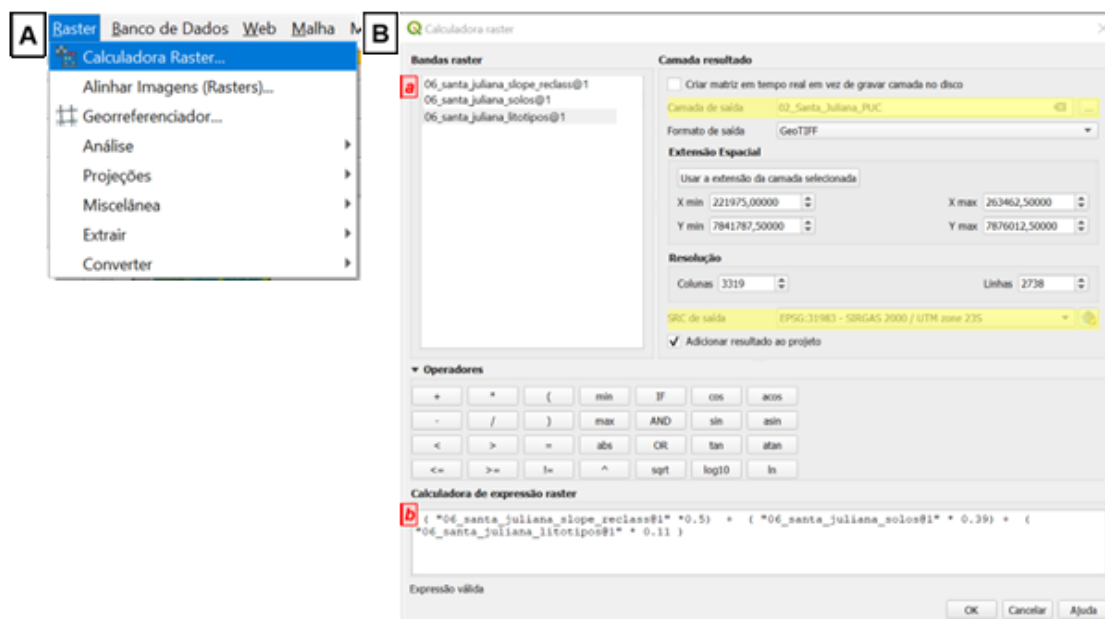 A
Raster Banco de Dados Web Malha M
Calculadora Raster...
Alinhar Imagens (Rasters)...
Georreferenciador...
Análise
Projeções
Miscelânea
Extrair
Converter
B
Calculadora raster
Bandas raster
a
06_santa_juliana_slope_reclass@1
06_santa_juliana_solos@1
06_santa_juliana_litotipos@1
Camada resultado
Criar matriz em tempo real em vez de gravar camada no disco
Camada de saída 02_Santa_Juliana_PUC ...
Formato de saída GeoTIFF
Extensão Espacial
Usar a extensão da camada selecionada
X min 221975,00000 X max 263462,50000
Y min 7841787,50000 Y max 7876012,50000
Resolução
Colunas 3319 Linhas 2738
SRC de saída EPSG:31983 - SIRGAS 2000 / UTM zone 23S
Adicionar resultado ao projeto
Operadores
+ * ( min IF cos acos
- / ) max AND sin asin
< > = abs OR tan atan
<= >= != ^ sqrt log10 ln
Calculadora de expressão raster
b
( "06_santa_juliana_slope_reclass@1" *0.5) + ( "06_santa_juliana_solos@1" * 0.39) + (
"06_santa_juliana_litotipos@1" * 0.11 )
Expressão válida
OK Cancelar Ajuda